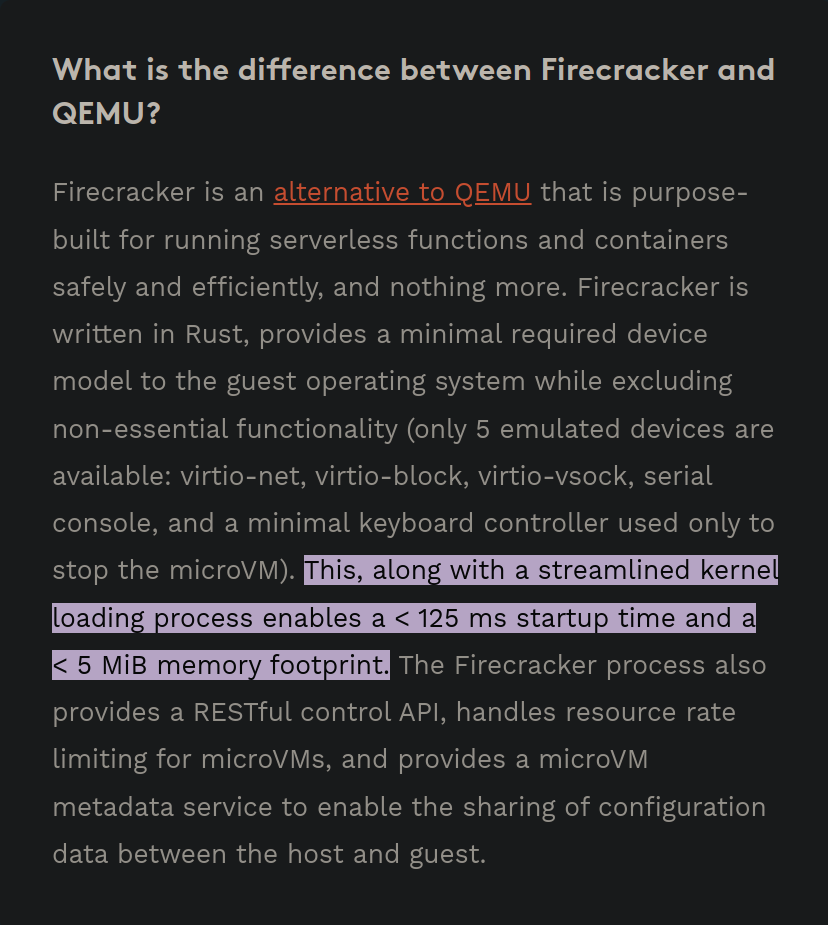 What is the difference between Firecracker and
QEMU?
Firecracker is an alternative to QEMU that is purpose-
built for running serverless functions and containers
safely and efficiently, and nothing more. Firecracker is
written in Rust, provides a minimal required device
model to the guest operating system while excluding
non-essential functionality (only 5 emulated devices are
available: virtio-net, virtio-block, virtio-vsock, serial
console, and a minimal keyboard controller used only to
stop the microVM). This, along with a streamlined kernel
loading process enables a < 125 ms startup time and a
< 5 MiB memory footprint. The Firecracker process also
provides a RESTful control API, handles resource rate
limiting for microVMs, and provides a microVM
metadata service to enable the sharing of configuration
data between the host and guest.